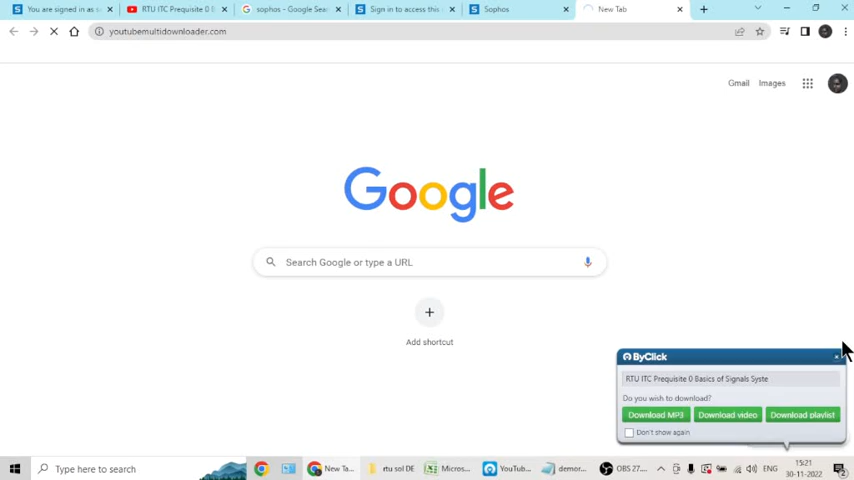 You are signed in as s
RTU ITC Prequisite 0 B
sophos - Google Sear
Sign in to access this
Sophos
New Tab
youtubemultidownloader.com
Gmail Images
Google
Search Google or type a URL
Add shortcut
ByClick
RTU ITC Prequisite 0 Basics of Signals Syste
Do you wish to download?
Download MP3 Download video Download playlist
Don't show again
Type here to search
New Ta...
rtu sol DE
Micros...
YouTub...
demor...
OBS 27....
ENG
15:21
30-11-2022
2